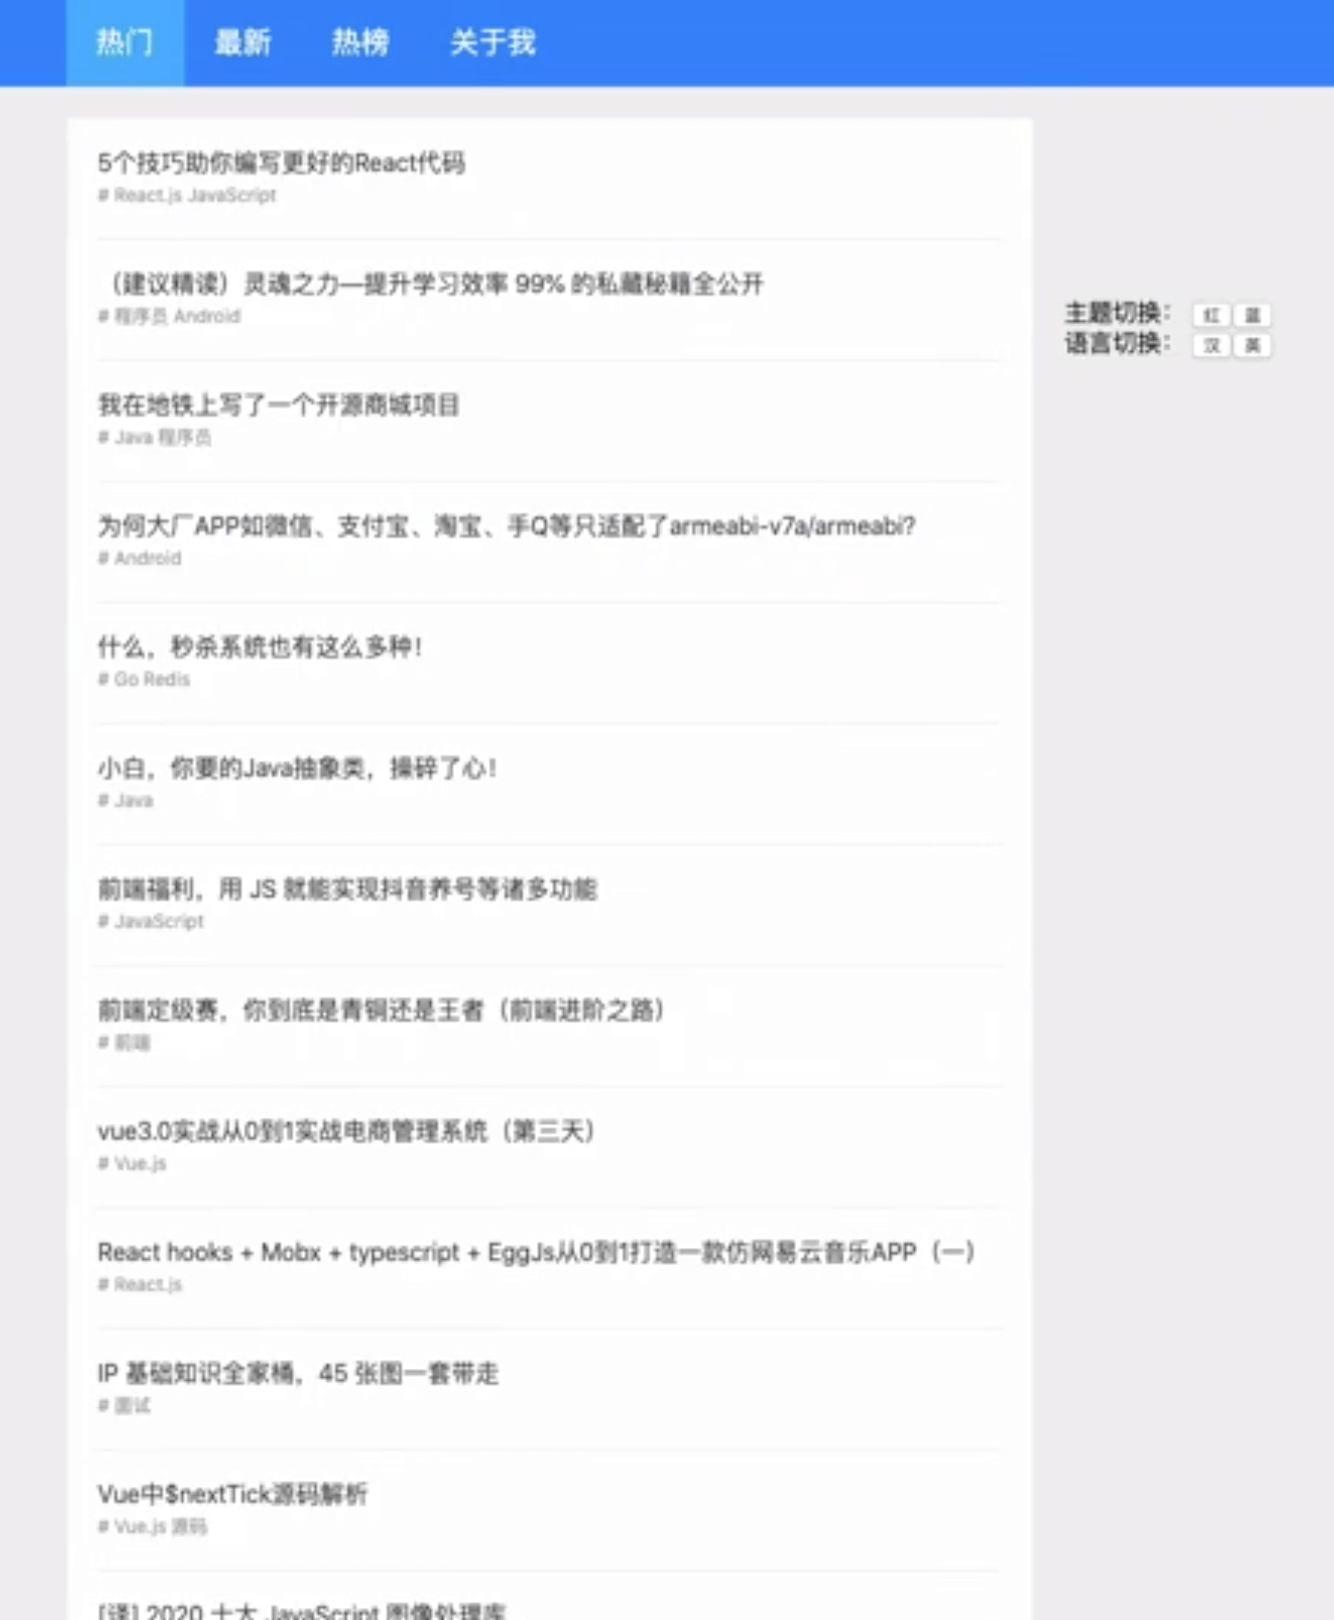 热门 最新 热榜 关于我
5个技巧助你编写更好的React代码
# React.js JavaScript
（建议精读）灵魂之力—提升学习效率 99% 的私藏秘籍全公开
# 程序员 Android
主题切换： 红 蓝
语言切换： 汉 英
我在地铁上写了一个开源商城项目
# Java 程序员
为何大厂APP如微信、支付宝、淘宝、手Q等只适配了armeabi-v7a/armeabi?
# Android
什么，秒杀系统也有这么多种！
# Go Redis
小白，你要的Java抽象类，操碎了心！
# Java
前端福利，用 JS 就能实现抖音养号等诸多功能
# JavaScript
前端定级赛，你到底是青铜还是王者（前端进阶之路）
# 前端
vue3.0实战从0到1实战电商管理系统（第三天）
# Vue.js
React hooks + Mobx + typescript + EggJs从0到1打造一款仿网易云音乐APP（一）
# React.js
IP 基础知识全家桶，45 张图一套带走
# 面试
Vue中$nextTick源码解析
# Vue.js 源码
[译] 2020 十大 JavaScript 图像处理库